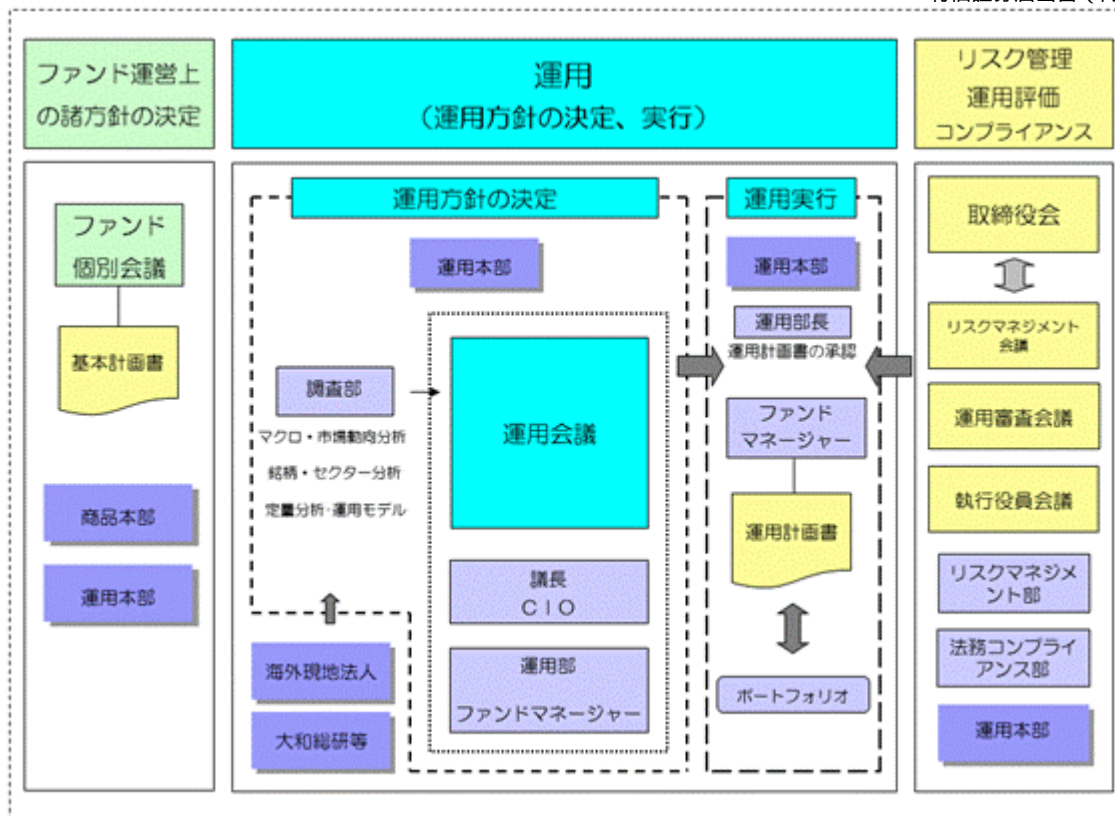 ファンド運営上
の諸方針の決定
運用
（運用方針の決定、実行）
リスク管理
運用評価
コンプライアンス
ファンド
個別会議
基本計画書
商品本部
運用本部
運用方針の決定
運用本部
調査部
マクロ・市場動向分析
銘柄・セクター分析
定量分析・運用モデル
海外現地法人
大和総研等
運用会議
議長
ＣＩＯ
運用部
ファンドマネージャー
運用実行
運用本部
運用部長
運用計画書の承認
ファンド
マネージャー
運用計画書
ポートフォリオ
取締役会
リスクマネジメント
会議
運用審査会議
執行役員会議
リスクマネジメ
ント部
法務コンプライ
アンス部
運用本部